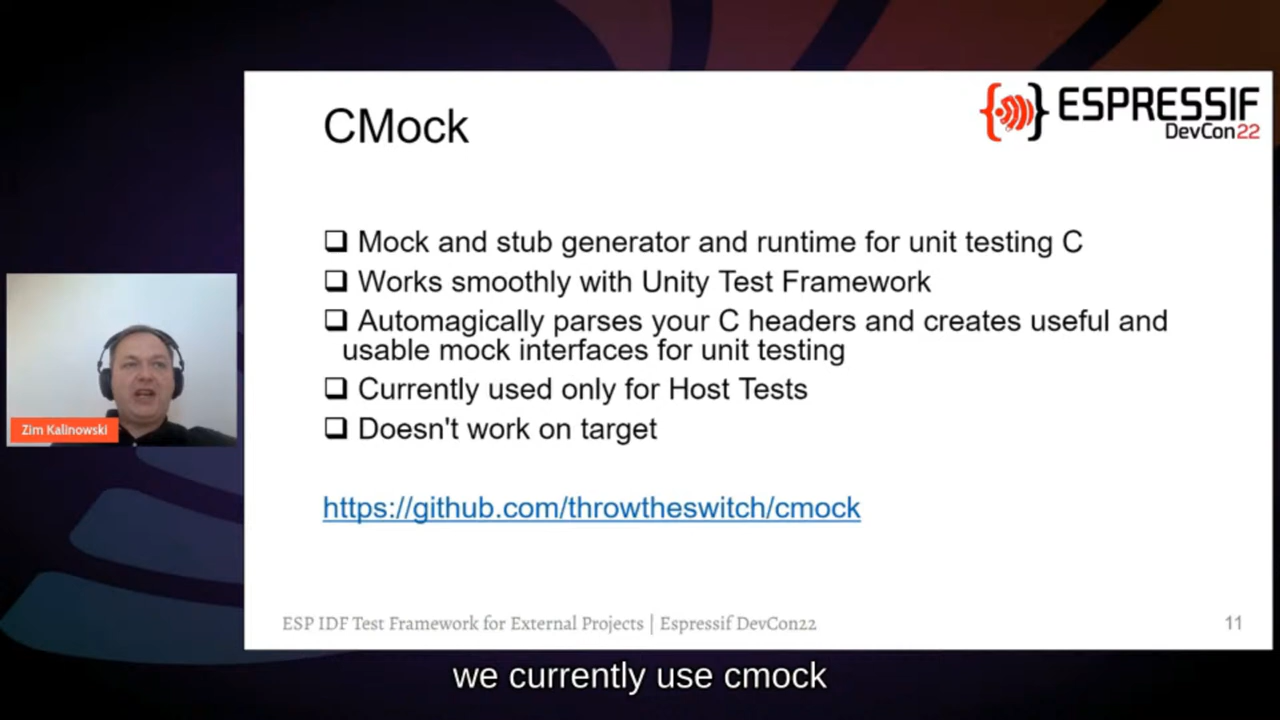 CMock
ESPRESSIF
DevCon22
Mock and stub generator and runtime for unit testing C
Works smoothly with Unity Test Framework
Automagically parses your C headers and creates useful and
usable mock interfaces for unit testing
Currently used only for Host Tests
Doesn't work on target
https://github.com/throwtheswitch/cmock
Zim Kalinowski
ESP IDF Test Framework for External Projects | Espressif DevCon22
11
we currently use cmock